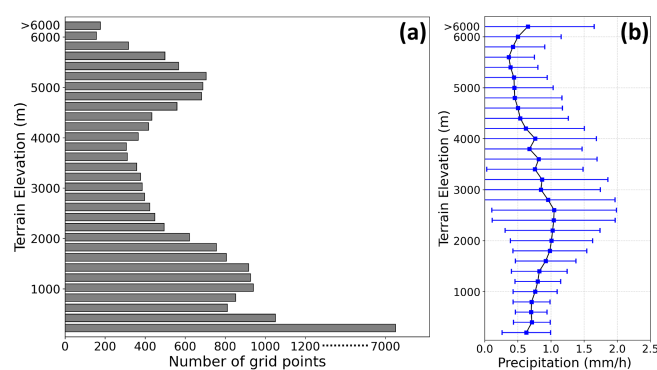 (a)
>6000
6000
5000
4000
3000
2000
1000
Terrain Elevation (m)
0 200 400 600 800 1000 1200 7000
Number of grid points
(b)
>6000
6000
5000
4000
3000
2000
1000
Terrain Elevation (m)
0.0 0.5 1.0 1.5 2.0 2.5
Precipitation (mm/h)